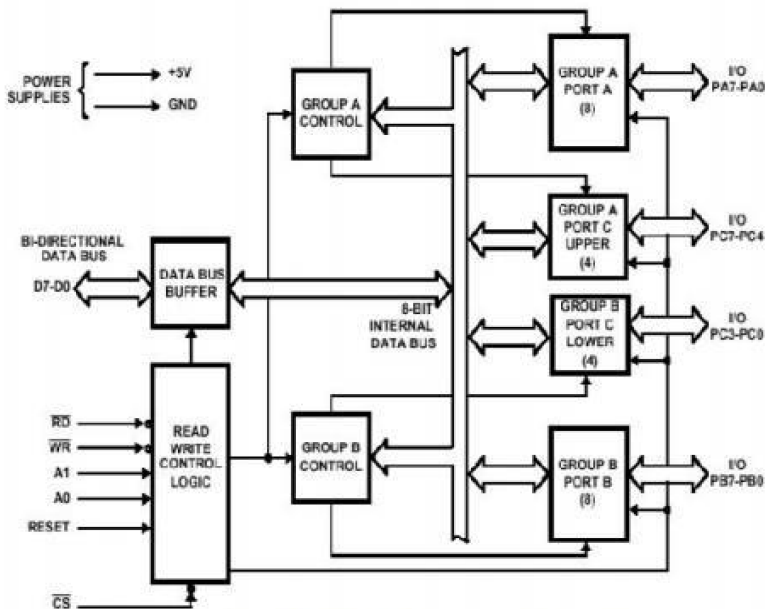 POWER
SUPPLIES
+5V
GND
GROUP A
CONTROL
GROUP A
PORT A
(8)
I/O
PA7-PA0
GROUP A
PORT C
UPPER
(4)
I/O
PC7-PC4
BI-DIRECTIONAL
DATA BUS
D7-D0
DATA BUS
BUFFER
8-BIT
INTERNAL
DATA BUS
GROUP B
PORT C
LOWER
(4)
I/O
PC3-PC0
RD
WR
A1
A0
RESET
CS
READ
WRITE
CONTROL
LOGIC
GROUP B
CONTROL
GROUP B
PORT B
(8)
I/O
PB7-PB0